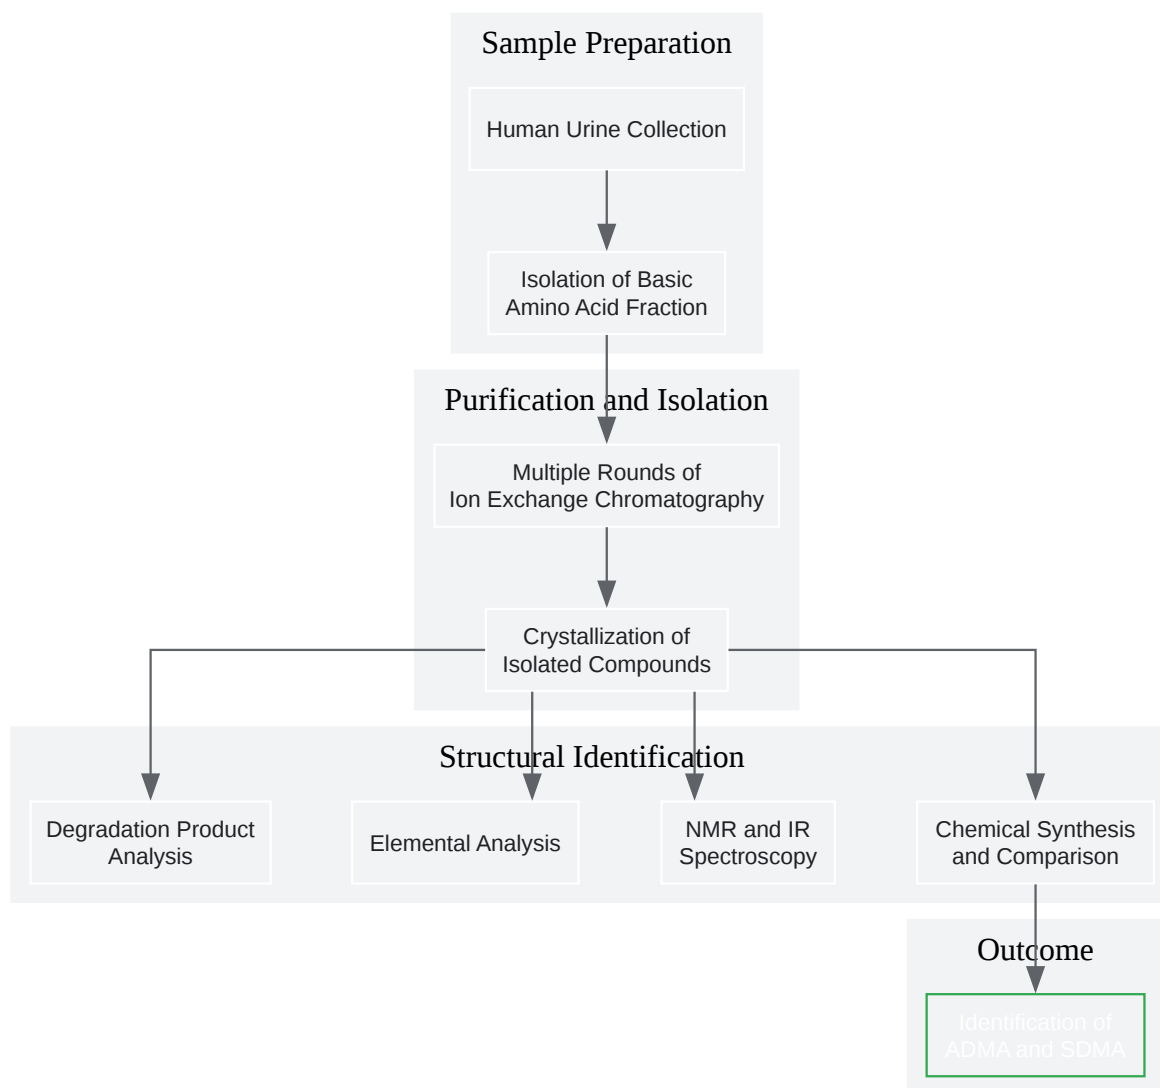 Sample Preparation
Human Urine Collection
Isolation of Basic
Amino Acid Fraction
Purification and Isolation
Multiple Rounds of
Ion Exchange Chromatography
Crystallization of
Isolated Compounds
Structural Identification
Degradation Product
Analysis
Elemental Analysis
NMR and IR
Spectroscopy
Chemical Synthesis
and Comparison
Outcome
Identification of
ADMA and SDMA